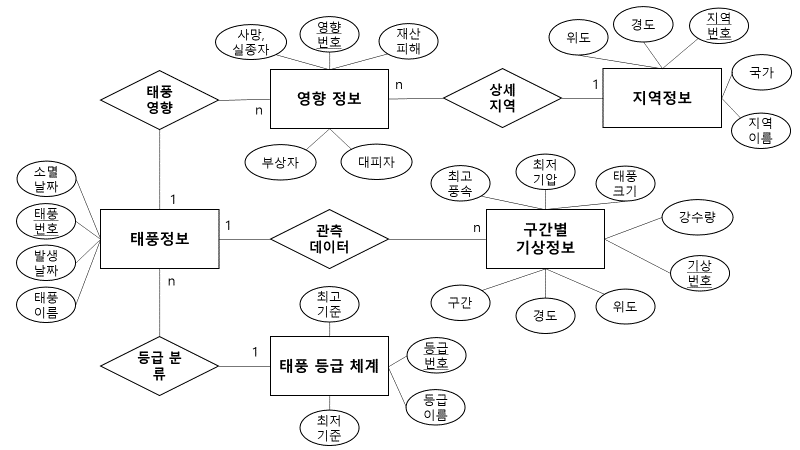 사망,
실종자
영향
번호
재산
피해
위도
경도
지역
번호
국가
지역
이름
태풍
영향
n
영향 정보
n
상세
지역
1
지역정보
부상자
대피자
소멸
날짜
태풍
번호
발생
날짜
태풍
이름
1
태풍정보
1
관측
데이터
n
구간별
기상정보
최고
풍속
최저
기압
태풍
크기
강수량
기상
번호
구간
경도
위도
n
등급 분
류
1
태풍 등급 체계
최고
기준
등급
번호
등급
이름
최저
기준